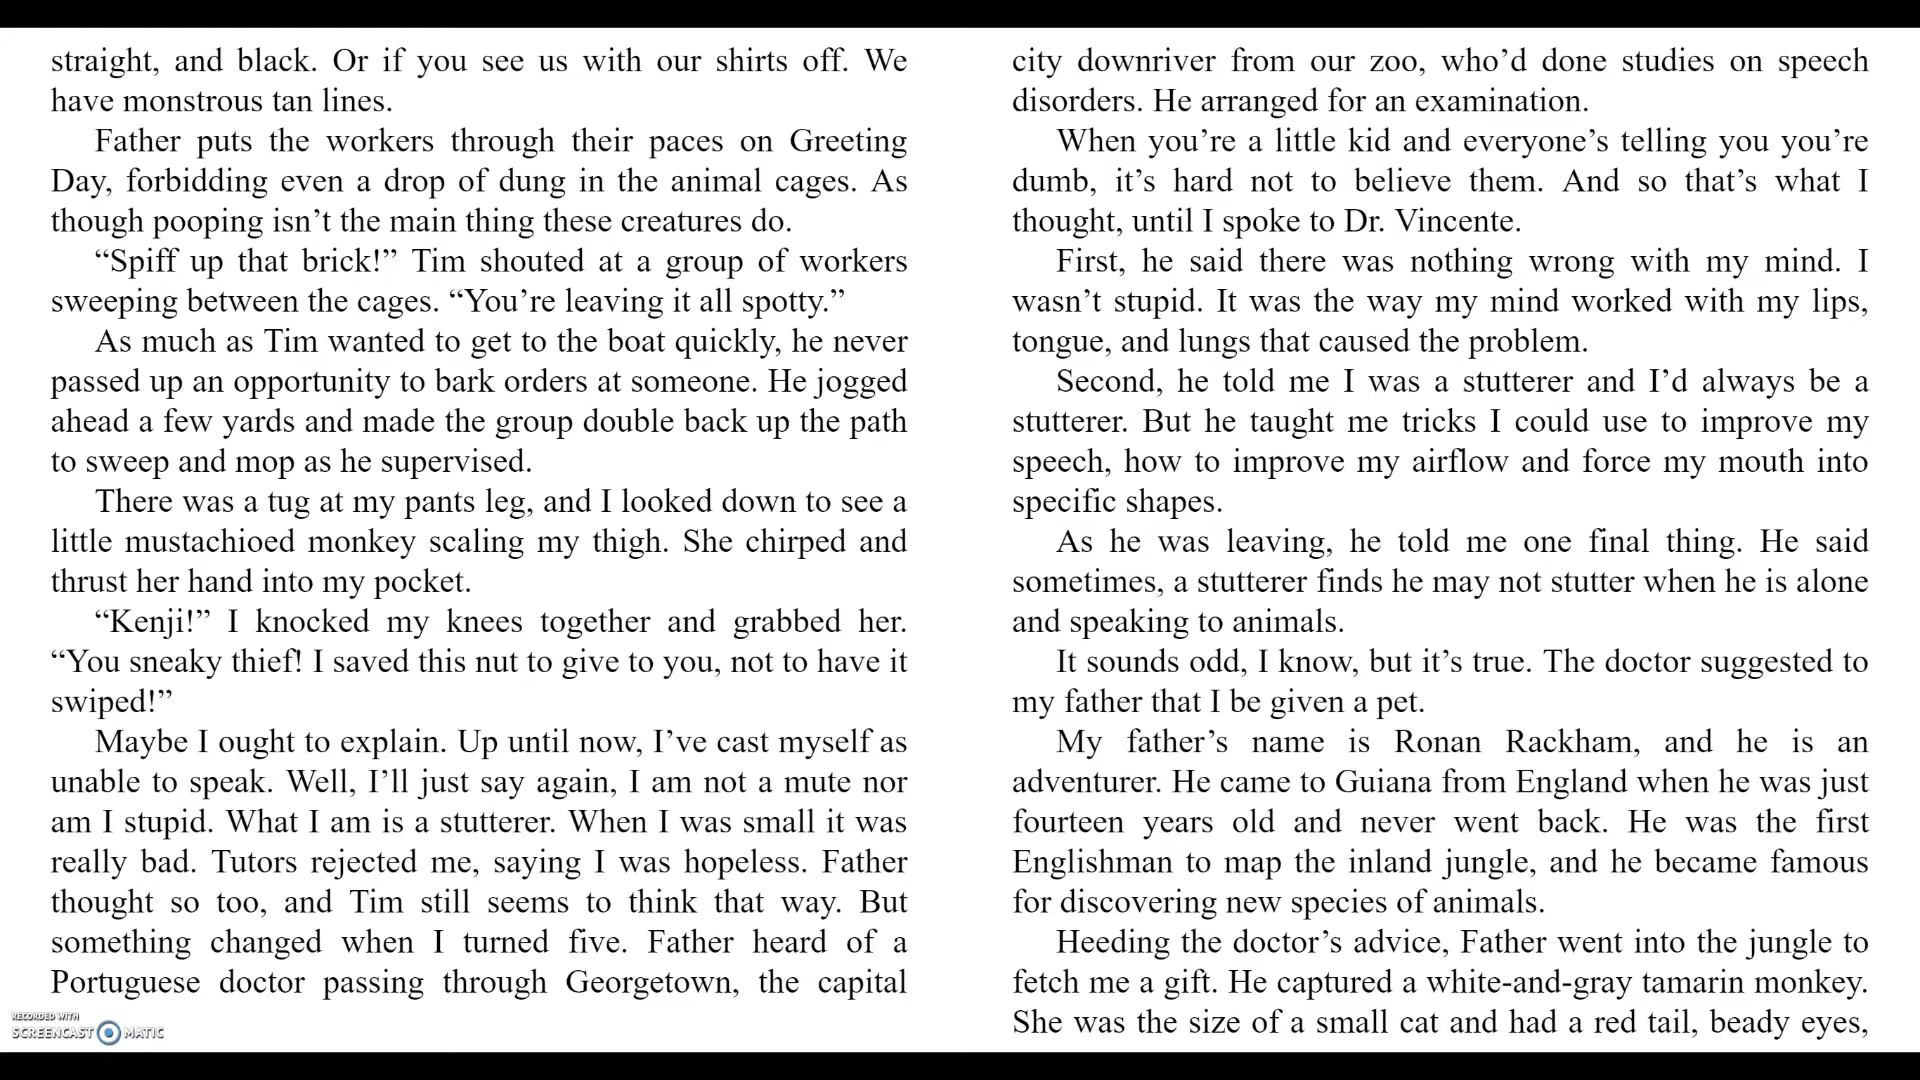 straight, and black. Or if you see us with our shirts off. We
have monstrous tan lines.
Father puts the workers through their paces on Greeting
Day, forbidding even a drop of dung in the animal cages. As
though pooping isn’t the main thing these creatures do.
“Spiff up that brick!” Tim shouted at a group of workers
sweeping between the cages. “You’re leaving it all spotty.”
As much as Tim wanted to get to the boat quickly, he never
passed up an opportunity to bark orders at someone. He jogged
ahead a few yards and made the group double back up the path
to sweep and mop as he supervised.
There was a tug at my pants leg, and I looked down to see a
little mustachioed monkey scaling my thigh. She chirped and
thrust her hand into my pocket.
“Kenji!” I knocked my knees together and grabbed her.
“You sneaky thief! I saved this nut to give to you, not to have it
swiped!”
Maybe I ought to explain. Up until now, I’ve cast myself as
unable to speak. Well, I’ll just say again, I am not a mute nor
am I stupid. What I am is a stutterer. When I was small it was
really bad. Tutors rejected me, saying I was hopeless. Father
thought so too, and Tim still seems to think that way. But
something changed when I turned five. Father heard of a
Portuguese doctor passing through Georgetown, the capital
city downriver from our zoo, who’d done studies on speech
disorders. He arranged for an examination.
When you’re a little kid and everyone’s telling you you’re
dumb, it’s hard not to believe them. And so that’s what I
thought, until I spoke to Dr. Vincente.
First, he said there was nothing wrong with my mind. I
wasn’t stupid. It was the way my mind worked with my lips,
tongue, and lungs that caused the problem.
Second, he told me I was a stutterer and I’d always be a
stutterer. But he taught me tricks I could use to improve my
speech, how to improve my airflow and force my mouth into
specific shapes.
As he was leaving, he told me one final thing. He said
sometimes, a stutterer finds he may not stutter when he is alone
and speaking to animals.
It sounds odd, I know, but it’s true. The doctor suggested to
my father that I be given a pet.
My father’s name is Ronan Rackham, and he is an
adventurer. He came to Guiana from England when he was just
fourteen years old and never went back. He was the first
Englishman to map the inland jungle, and he became famous
for discovering new species of animals.
Heeding the doctor’s advice, Father went into the jungle to
fetch me a gift. He captured a white-and-gray tamarin monkey.
She was the size of a small cat and had a red tail, beady eyes,
RECORDED WITH
SCREENCAST MATIC